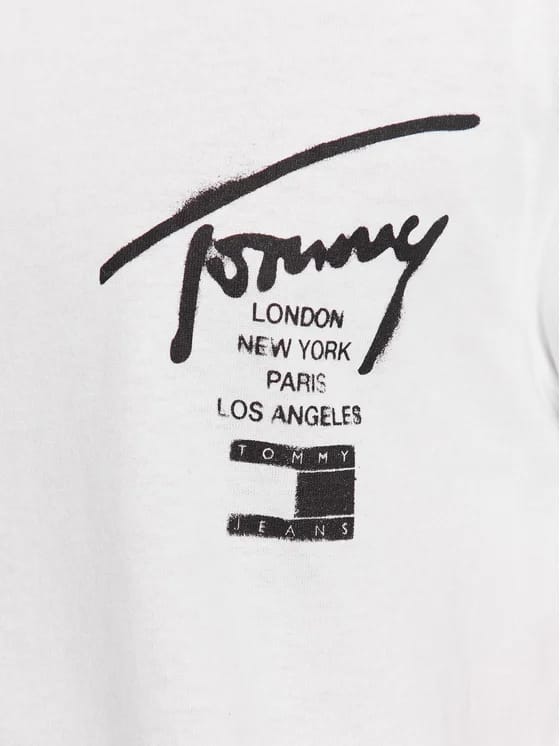 Tommy
LONDON
NEW YORK
PARIS
LOS ANGELES
TOMMY
JEANS